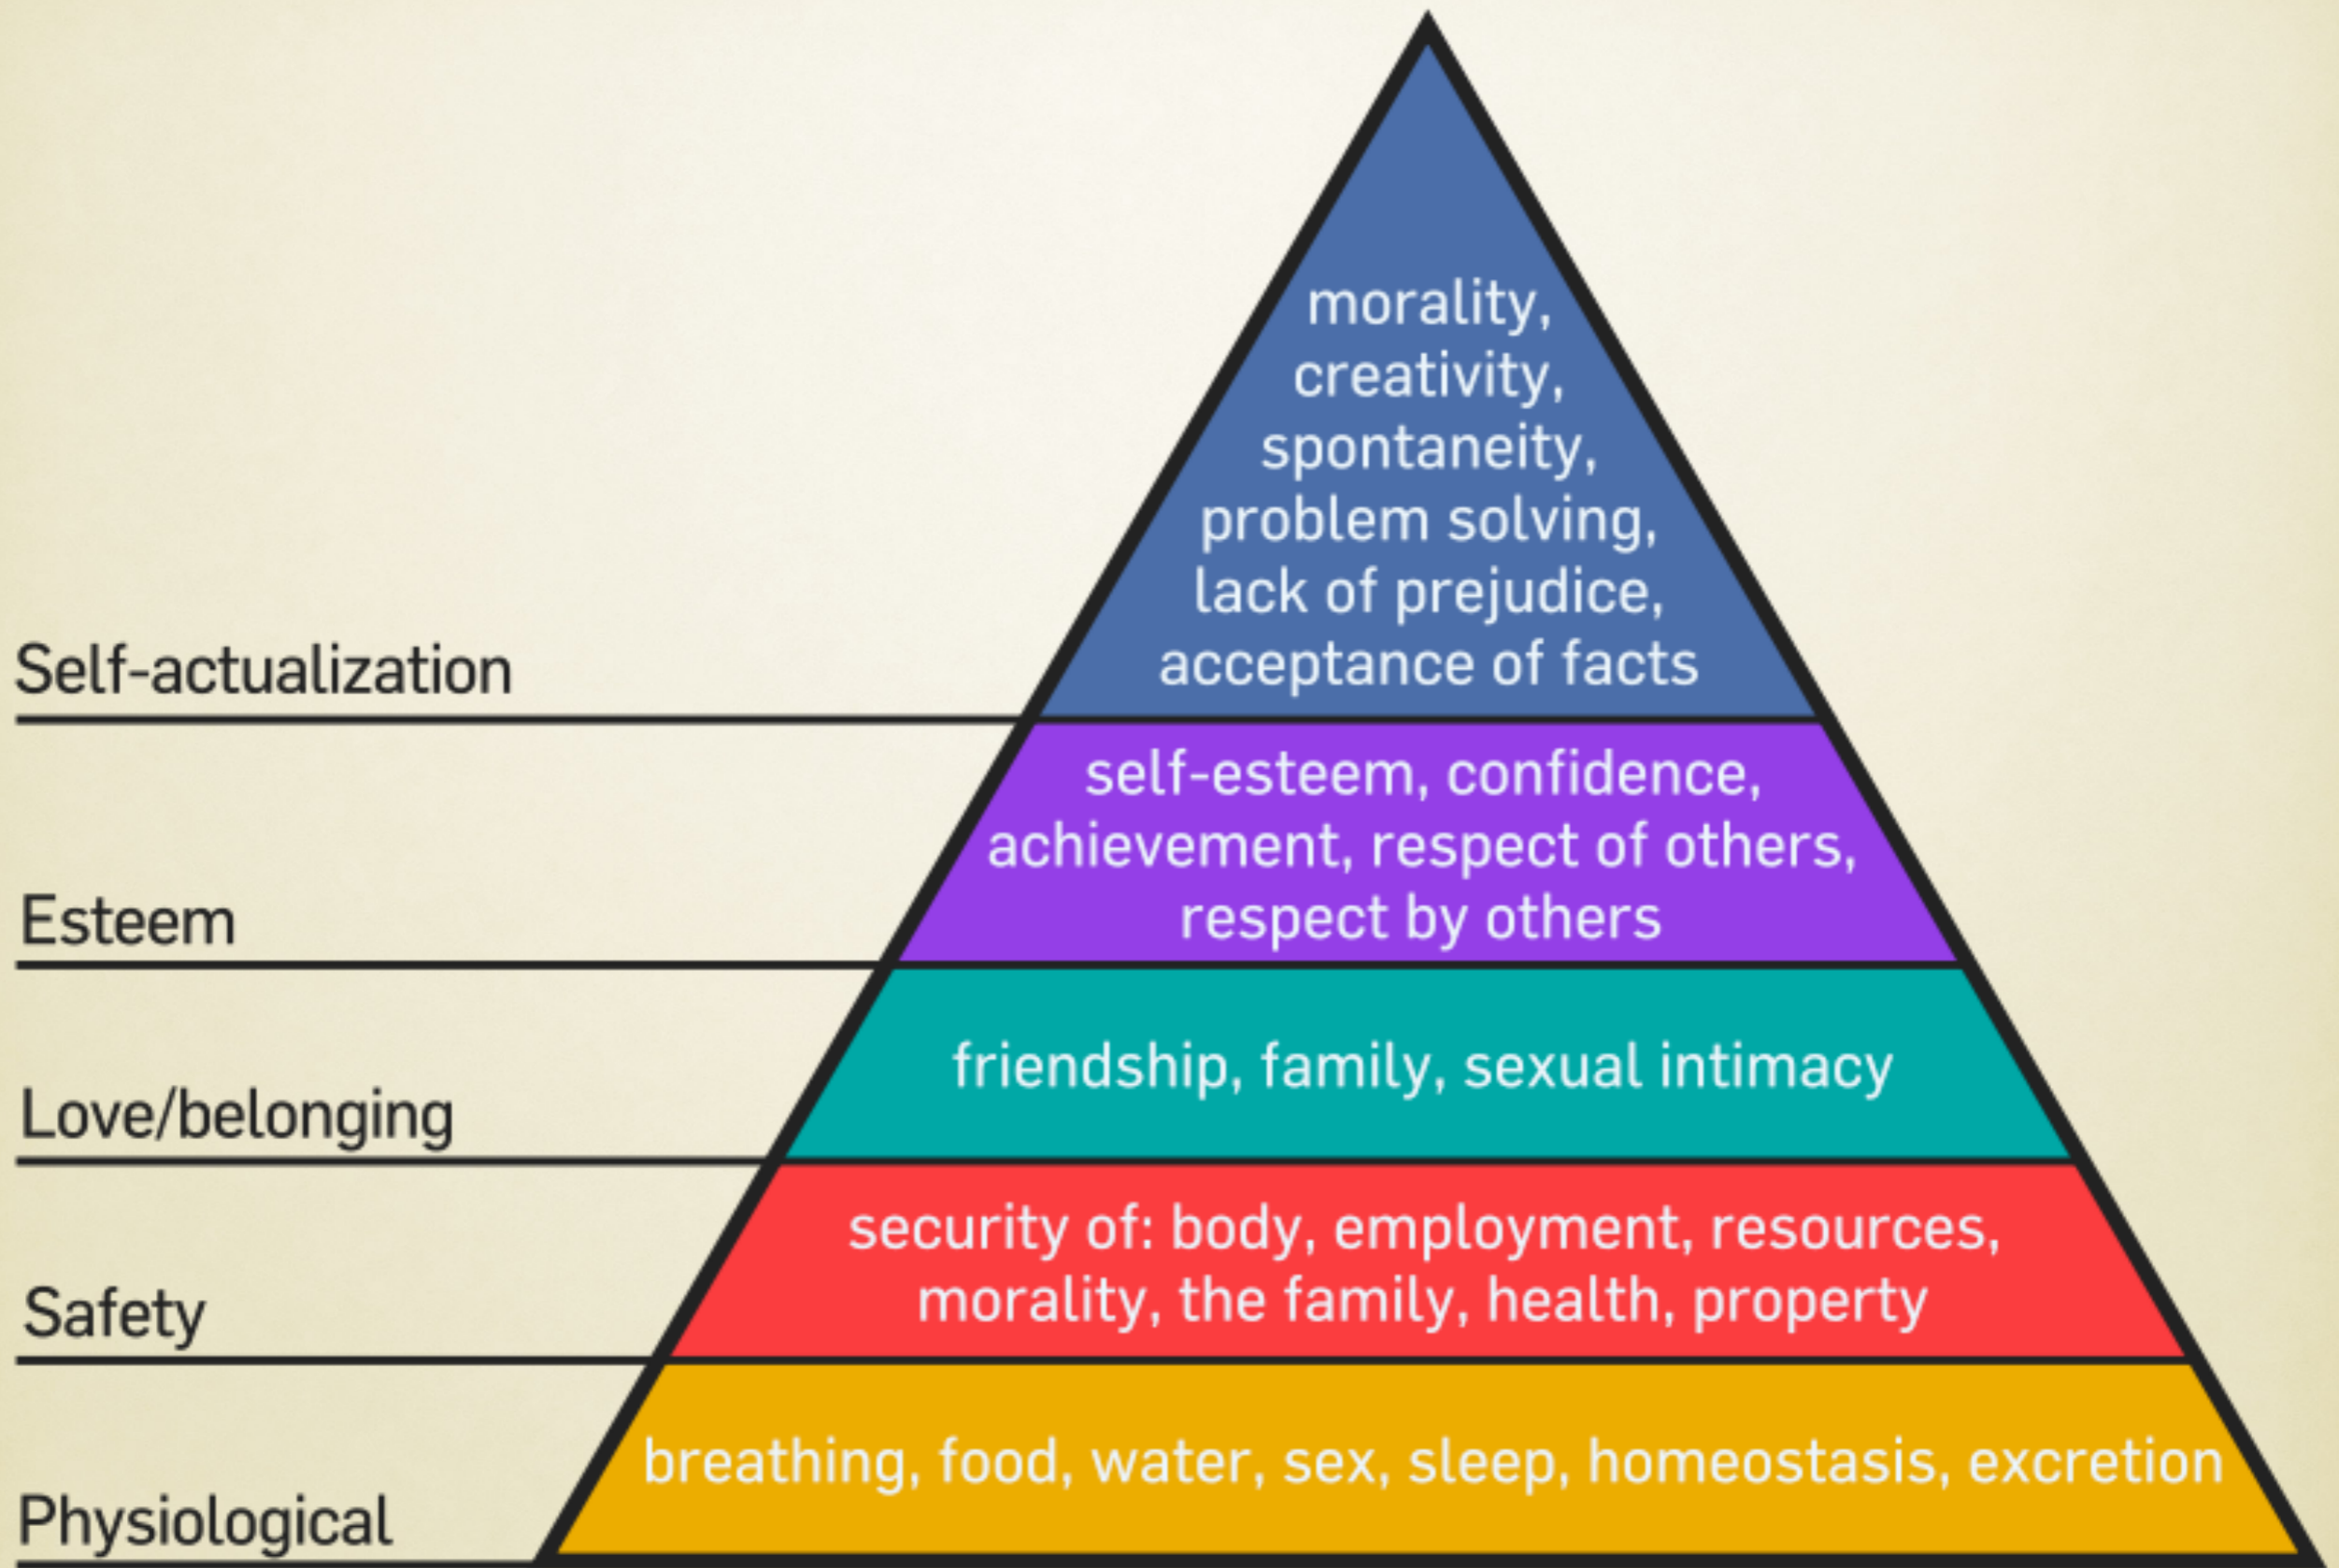 morality,
creativity,
spontaneity,
problem solving,
lack of prejudice,
acceptance of facts
Self-actualization
self-esteem, confidence,
achievement, respect of others,
respect by others
Esteem
friendship, family, sexual intimacy
Love/belonging
security of: body, employment, resources,
morality, the family, health, property
Safety
breathing, food, water, sex, sleep, homeostasis, excretion
Physiological